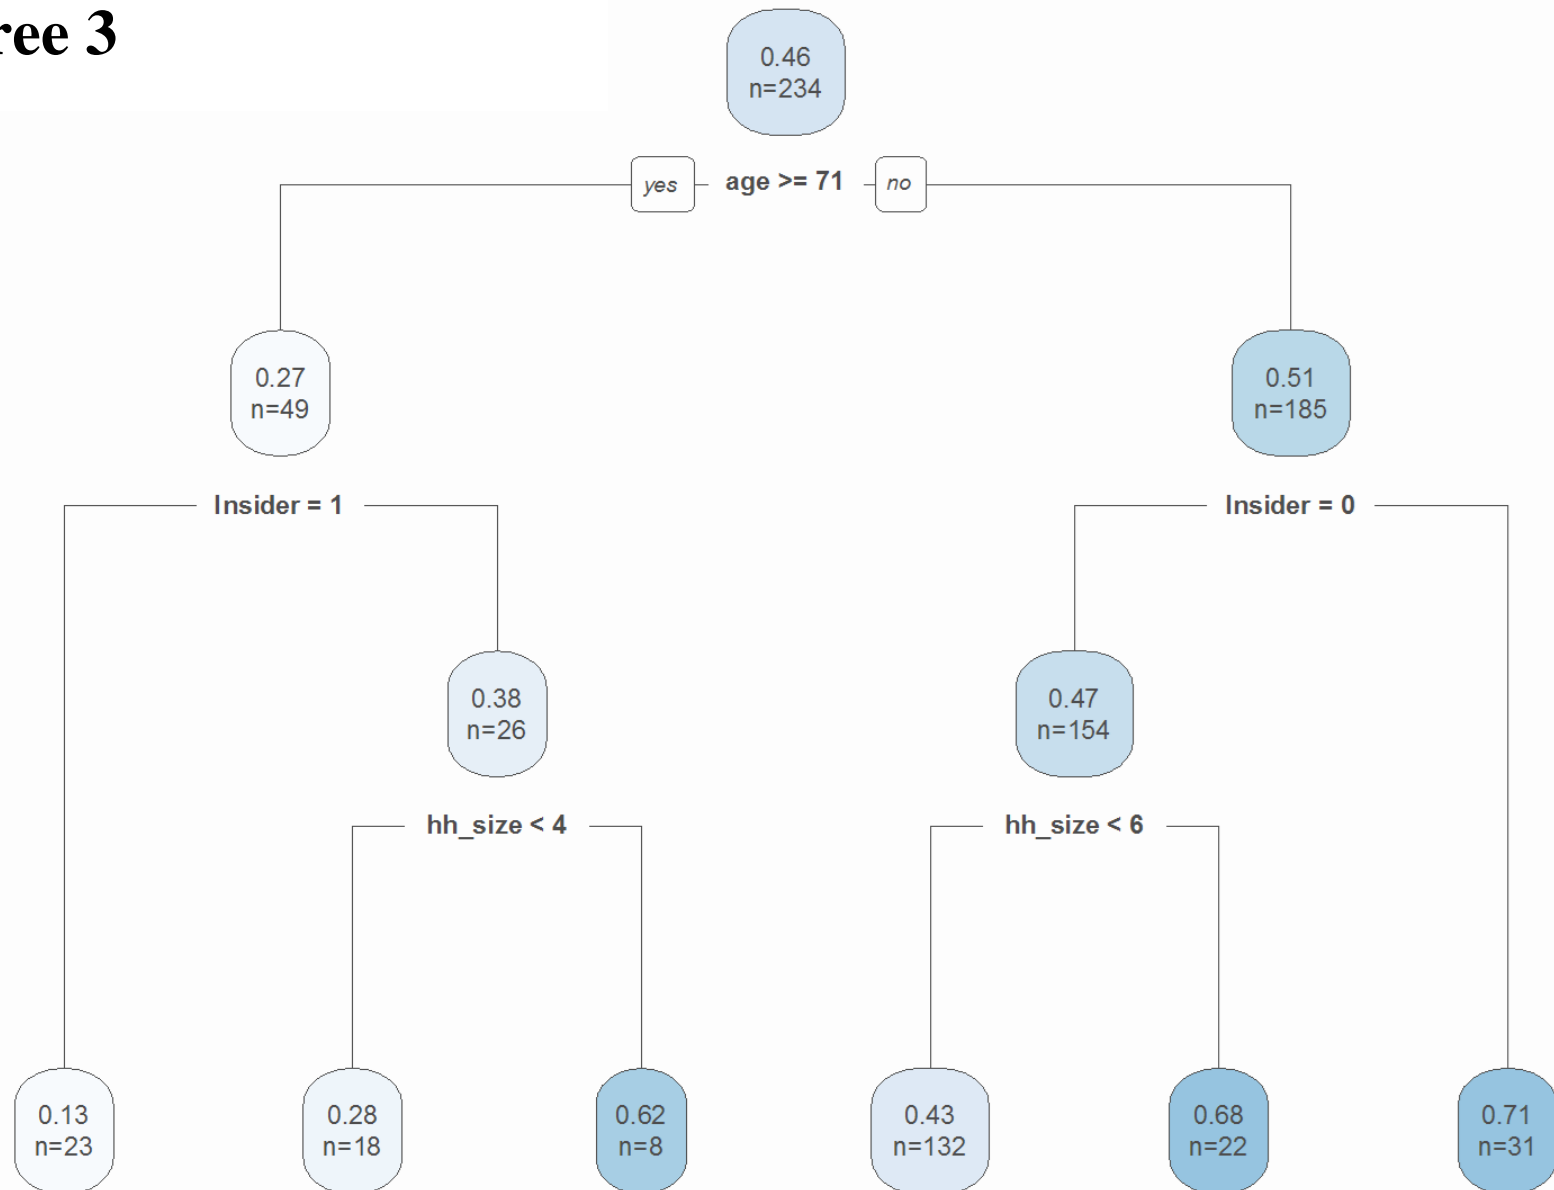 ree 3
0.46
n=234
yes
age >= 71
no
0.27
n=49
0.51
n=185
Insider = 1
Insider = 0
0.38
n=26
0.47
n=154
hh_size < 4
hh_size < 6
0.13
n=23
0.28
n=18
0.62
n=8
0.43
n=132
0.68
n=22
0.71
n=31